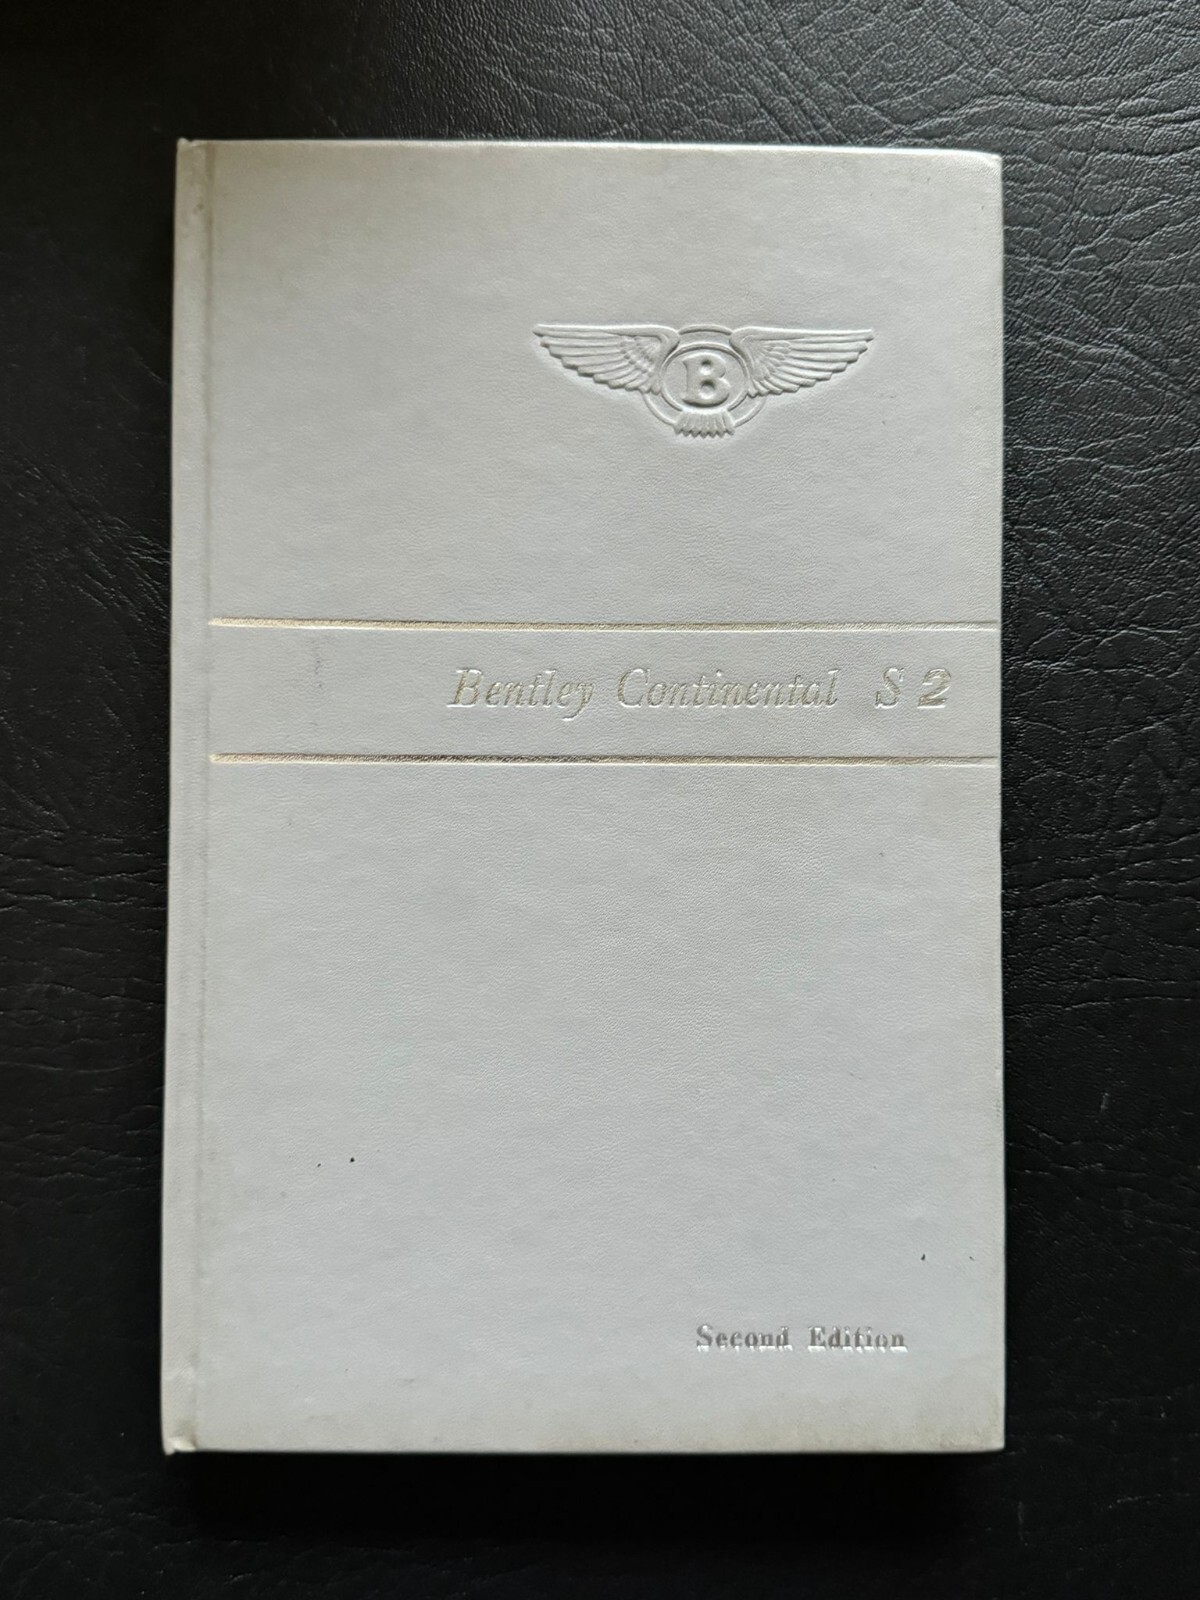 B
Bentley Continental S 2
Second Edition